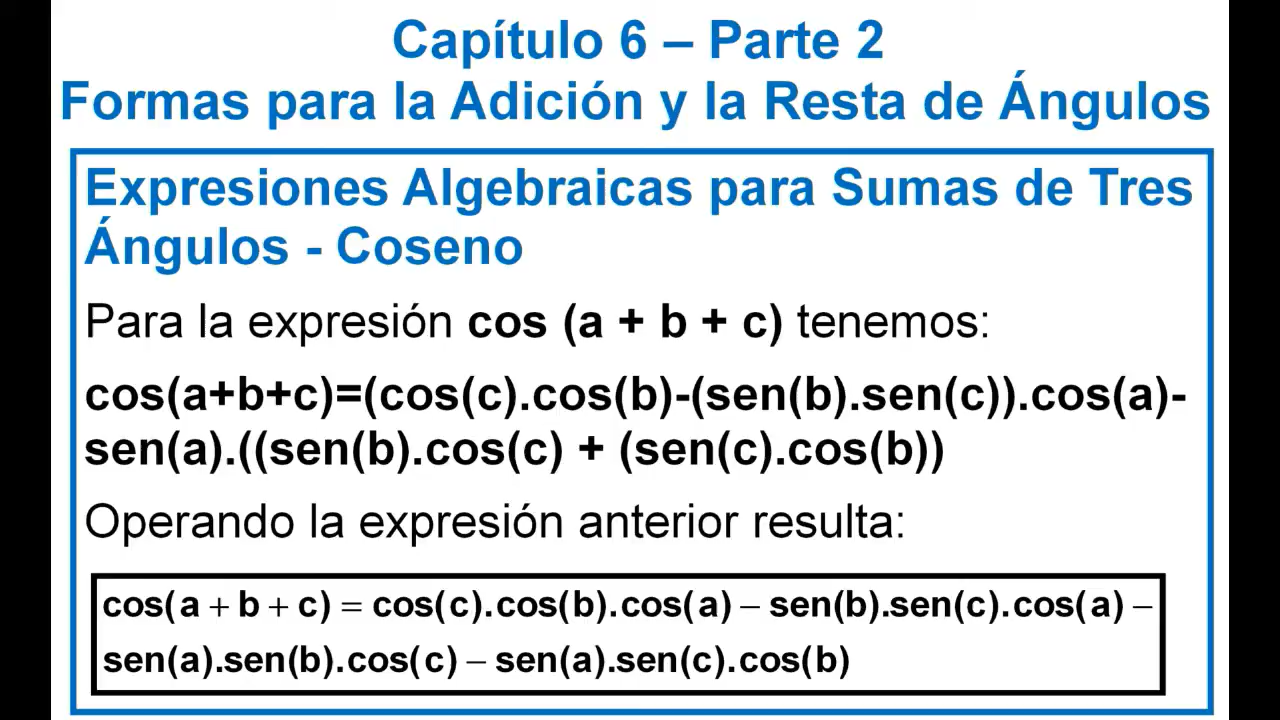 Capítulo 6 – Parte 2
Formas para la Adición y la Resta de Ángulos
Expresiones Algebraicas para Sumas de Tres
Ángulos - Coseno
Para la expresión cos (a + b + c) tenemos:
cos(a+b+c)=(cos(c).cos(b)-(sen(b).sen(c)).cos(a)-
sen(a).((sen(b).cos(c) + (sen(c).cos(b))
Operando la expresión anterior resulta:
cos(a + b + c) = cos(c).cos(b).cos(a) – sen(b).sen(c).cos(a) –
sen(a).sen(b).cos(c) – sen(a).sen(c).cos(b)